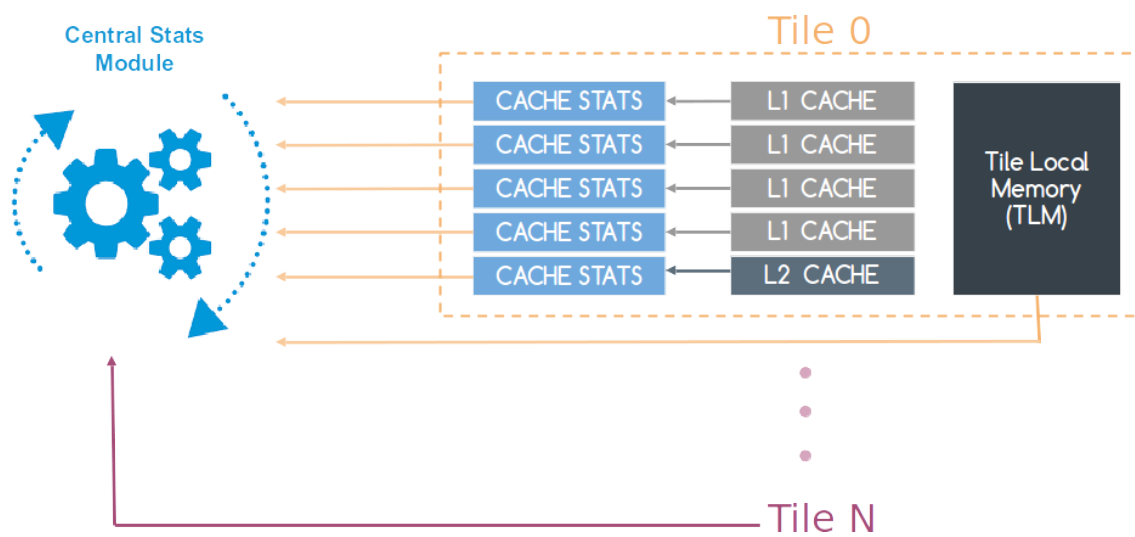 Central Stats
Module
Tile 0
CACHE STATS
L1 CACHE
CACHE STATS
L1 CACHE
CACHE STATS
L1 CACHE
CACHE STATS
L1 CACHE
CACHE STATS
L2 CACHE
Tile Local
Memory
(TLM)
Tile N